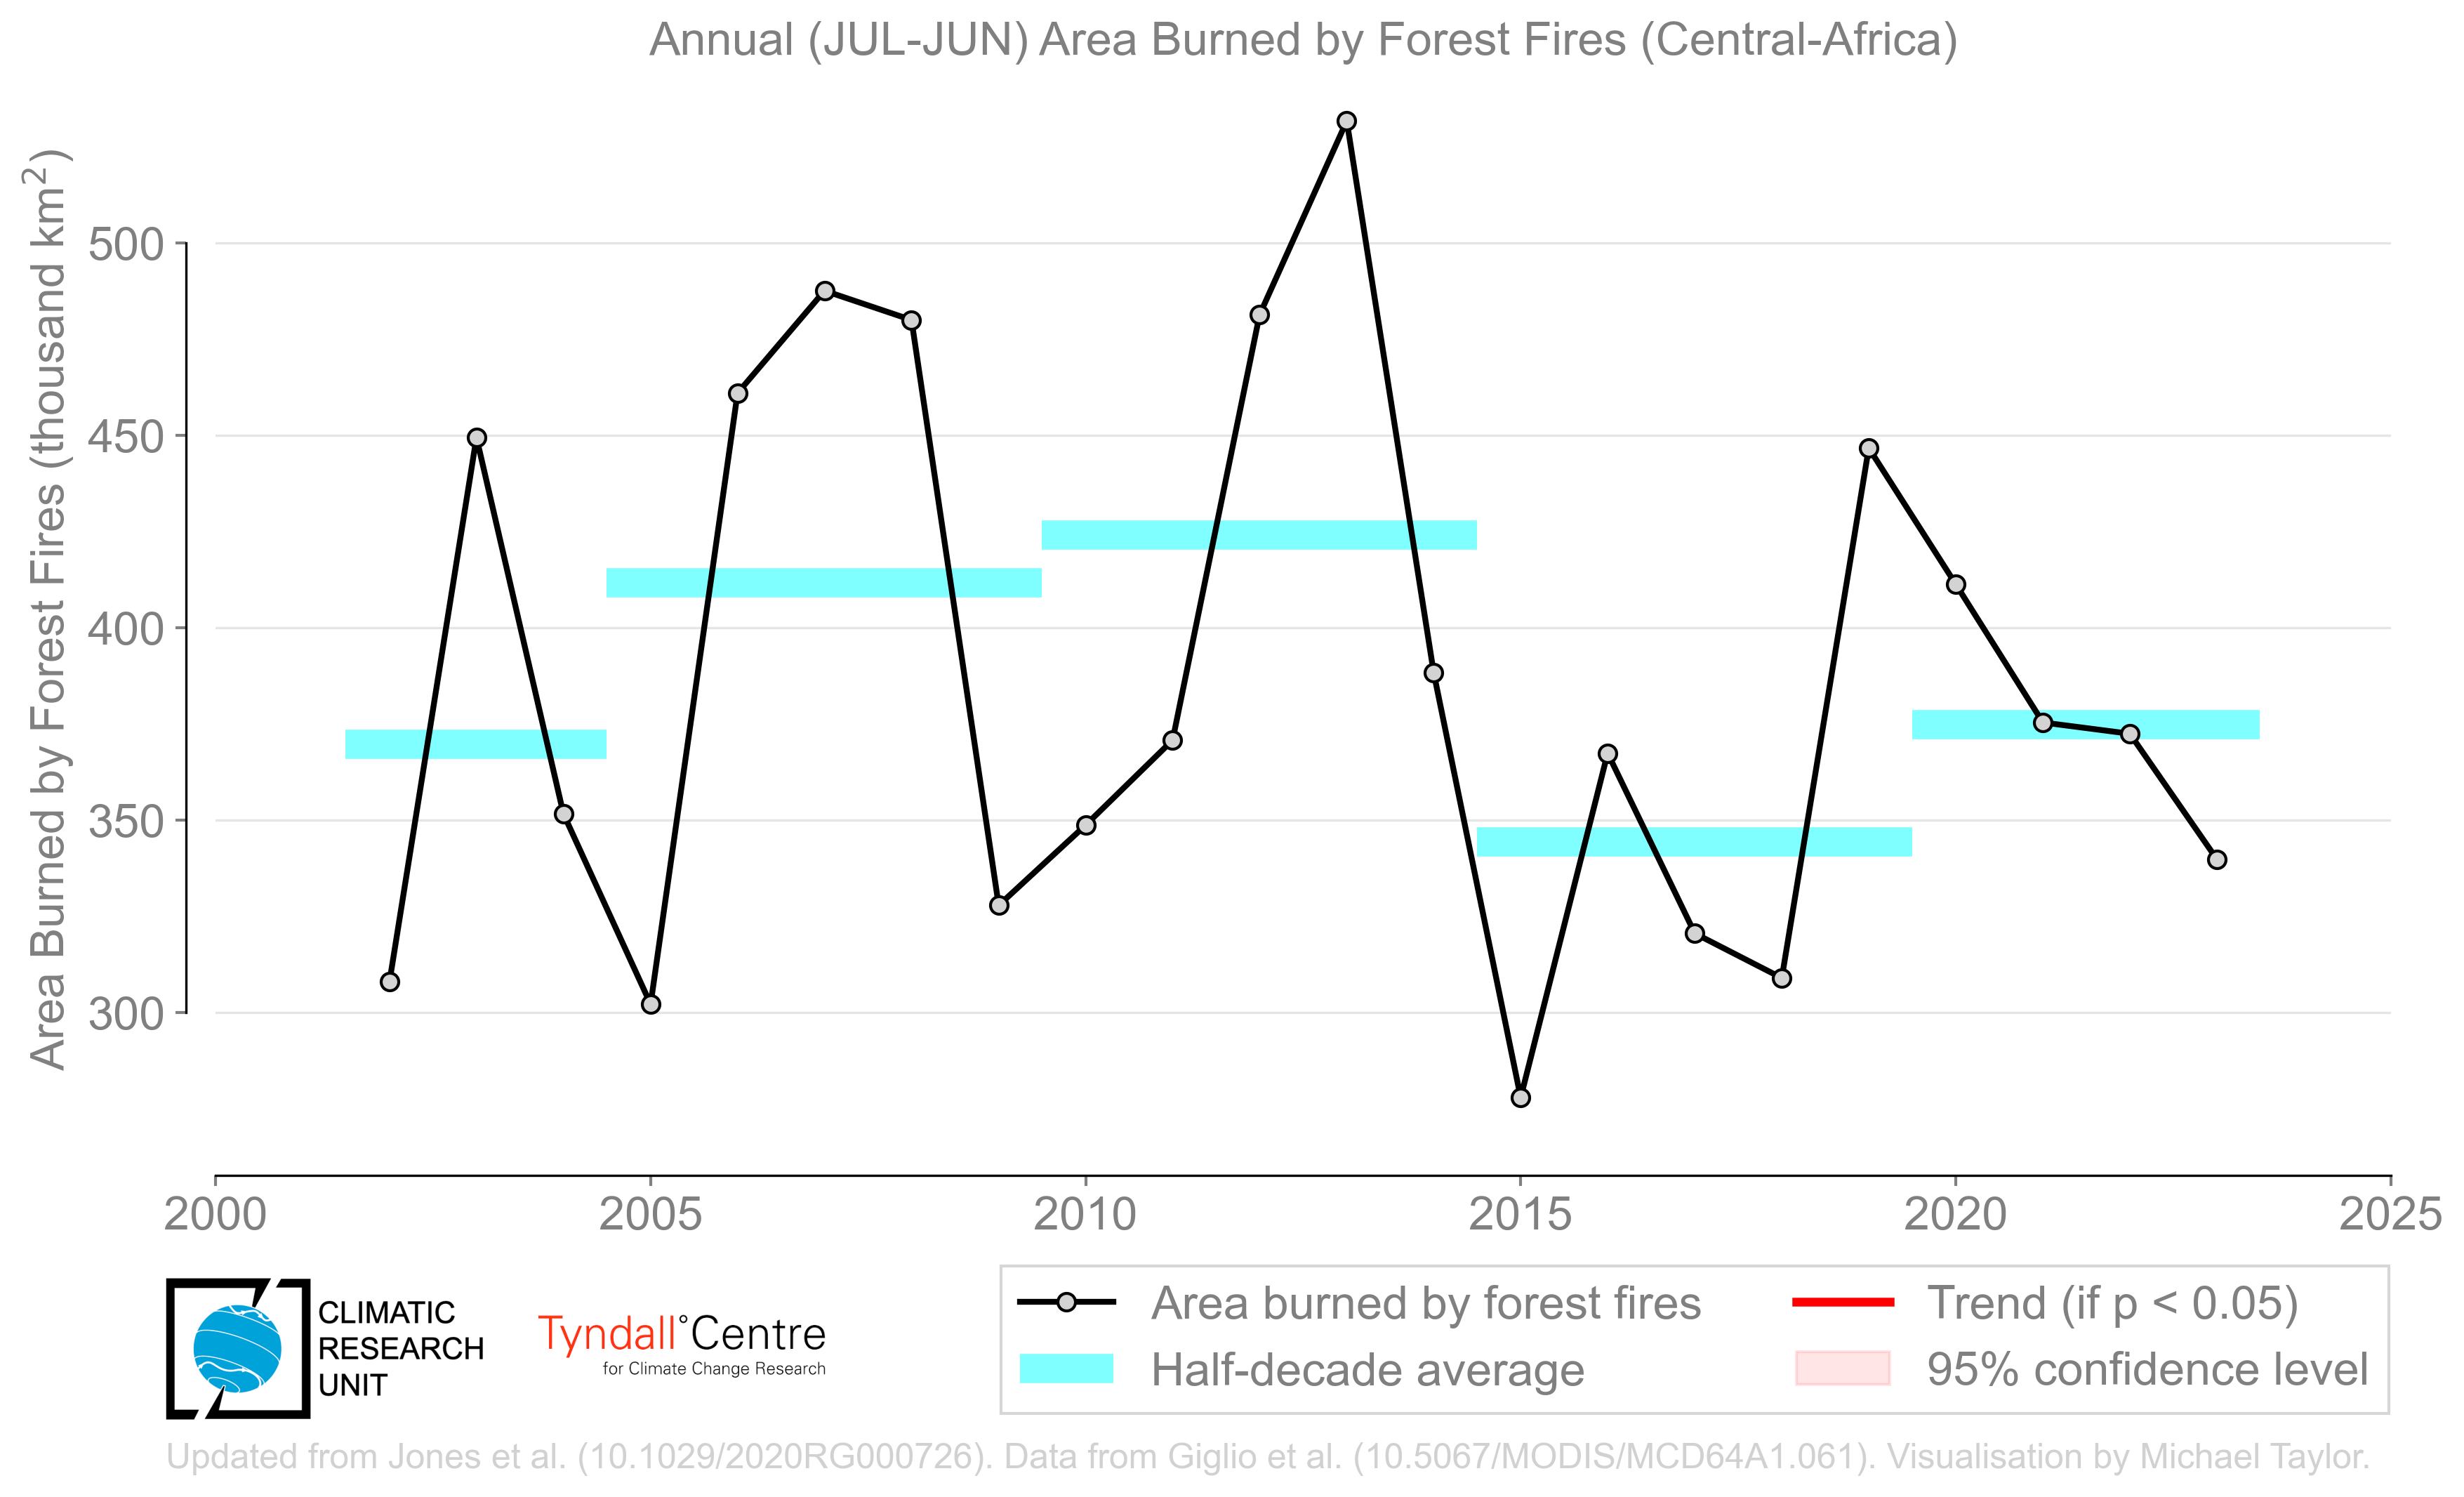 Annual (JUL-JUN) Area Burned by Forest Fires (Central-Africa)
Area Burned by Forest Fires (thousand km²)
500
450
400
350
300
2000 2005 2010 2015 2020 2025
CLIMATIC
RESEARCH
UNIT
Tyndall°Centre
for Climate Change Research
Area burned by forest fires
Half-decade average
Trend (if p < 0.05)
95% confidence level
Updated from Jones et al. (10.1029/2020RG000726). Data from Giglio et al. (10.5067/MODIS/MCD64A1.061). Visualisation by Michael Taylor.